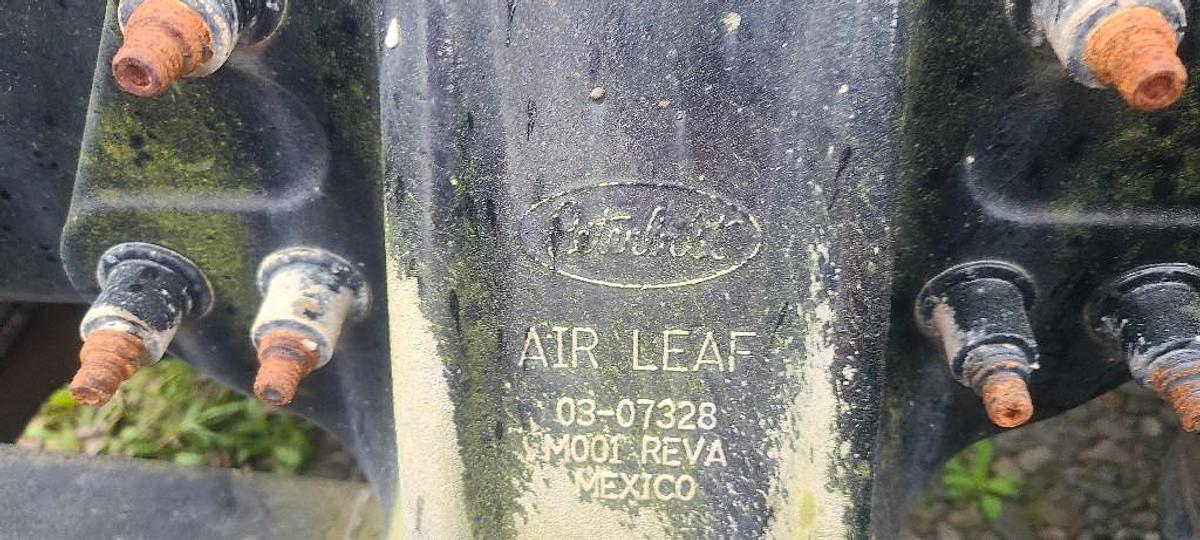 Peterbilt
AIR LEAF
03-07328
M001 REVA
MEXICO